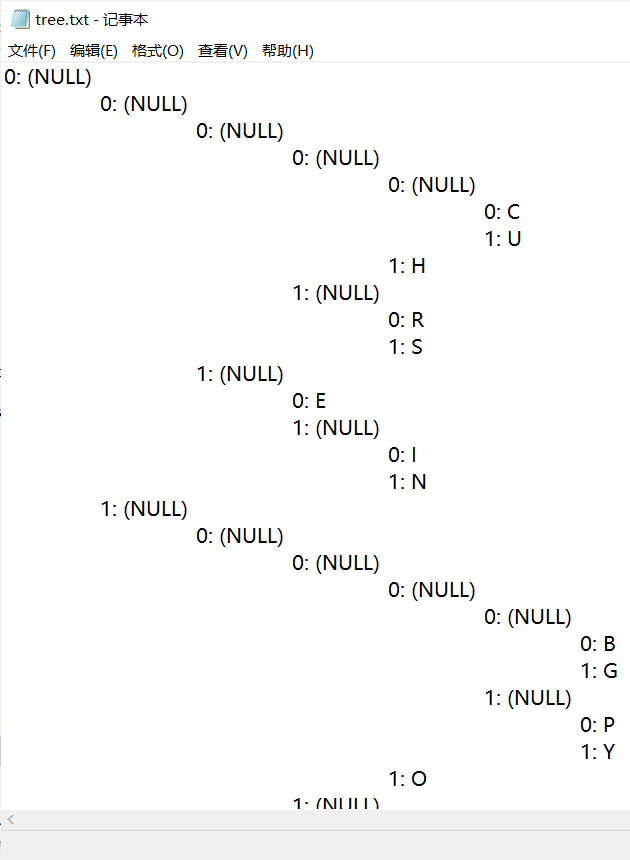 tree.txt - 记事本
文件(F) 编辑(E) 格式(O) 查看(V) 帮助(H)
0: (NULL)
0: (NULL)
0: (NULL)
0: (NULL)
0: (NULL)
0: C
1: U
1: H
1: (NULL)
0: R
1: S
1: (NULL)
0: E
1: (NULL)
0: I
1: N
1: (NULL)
0: (NULL)
0: (NULL)
0: (NULL)
0: (NULL)
0: B
1: G
1: (NULL)
0: P
1: Y
1: O
1: (NULL)